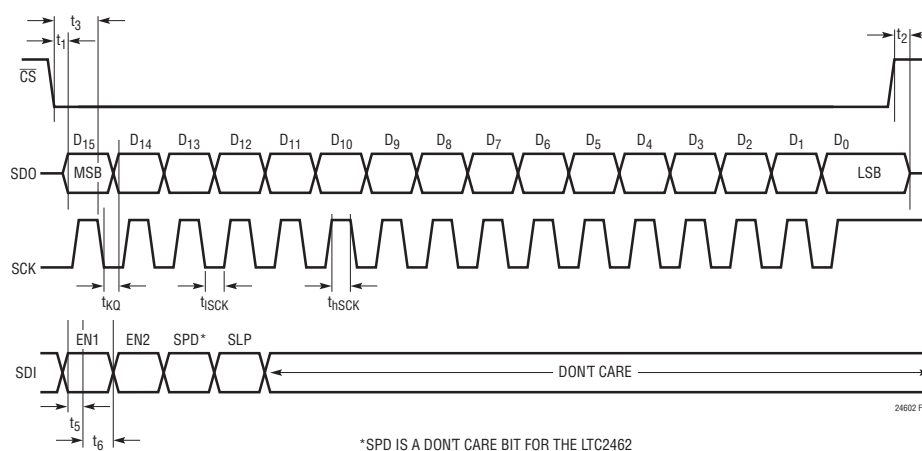 t3
t1
t2
CS
D15 D14 D13 D12 D11 D10 D9 D8 D7 D6 D5 D4 D3 D2 D1 D0
SDO MSB LSB
SCK
tKQ tlSCK thSCK
EN1 EN2 SPD* SLP
SDI DON'T CARE
24602 F
t5
t6
*SPD IS A DON'T CARE BIT FOR THE LTC2462